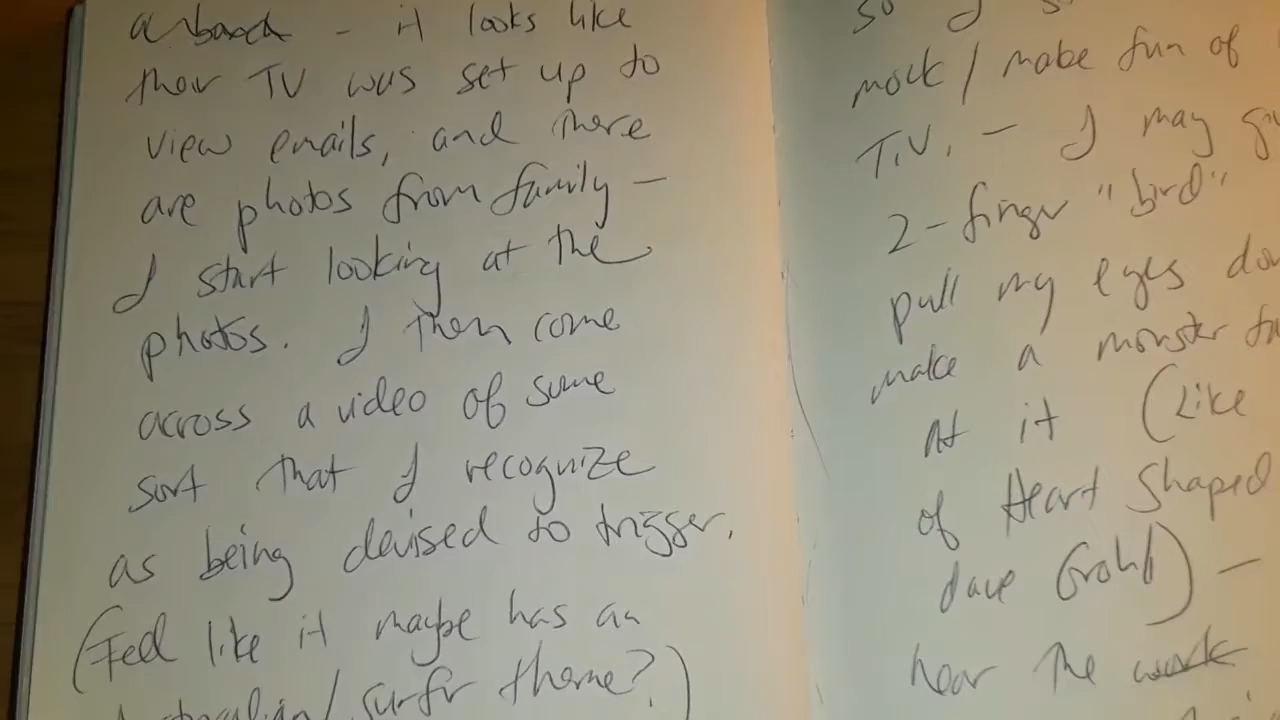 - it looks like
their TV was set up to
view emails, and there
are photos from family -
I start looking at the
photos. I then come
across a video of some
sort that I recognize
as being devised to trigger.
(Feel like it maybe has an
/ surfr theme?)
so I
mock / make fun of
T.V. - I may
2-finger "bird"
pull my eyes
make a monster
at it (Like
of Heart Shaped
dave Grohl) -
hear the work